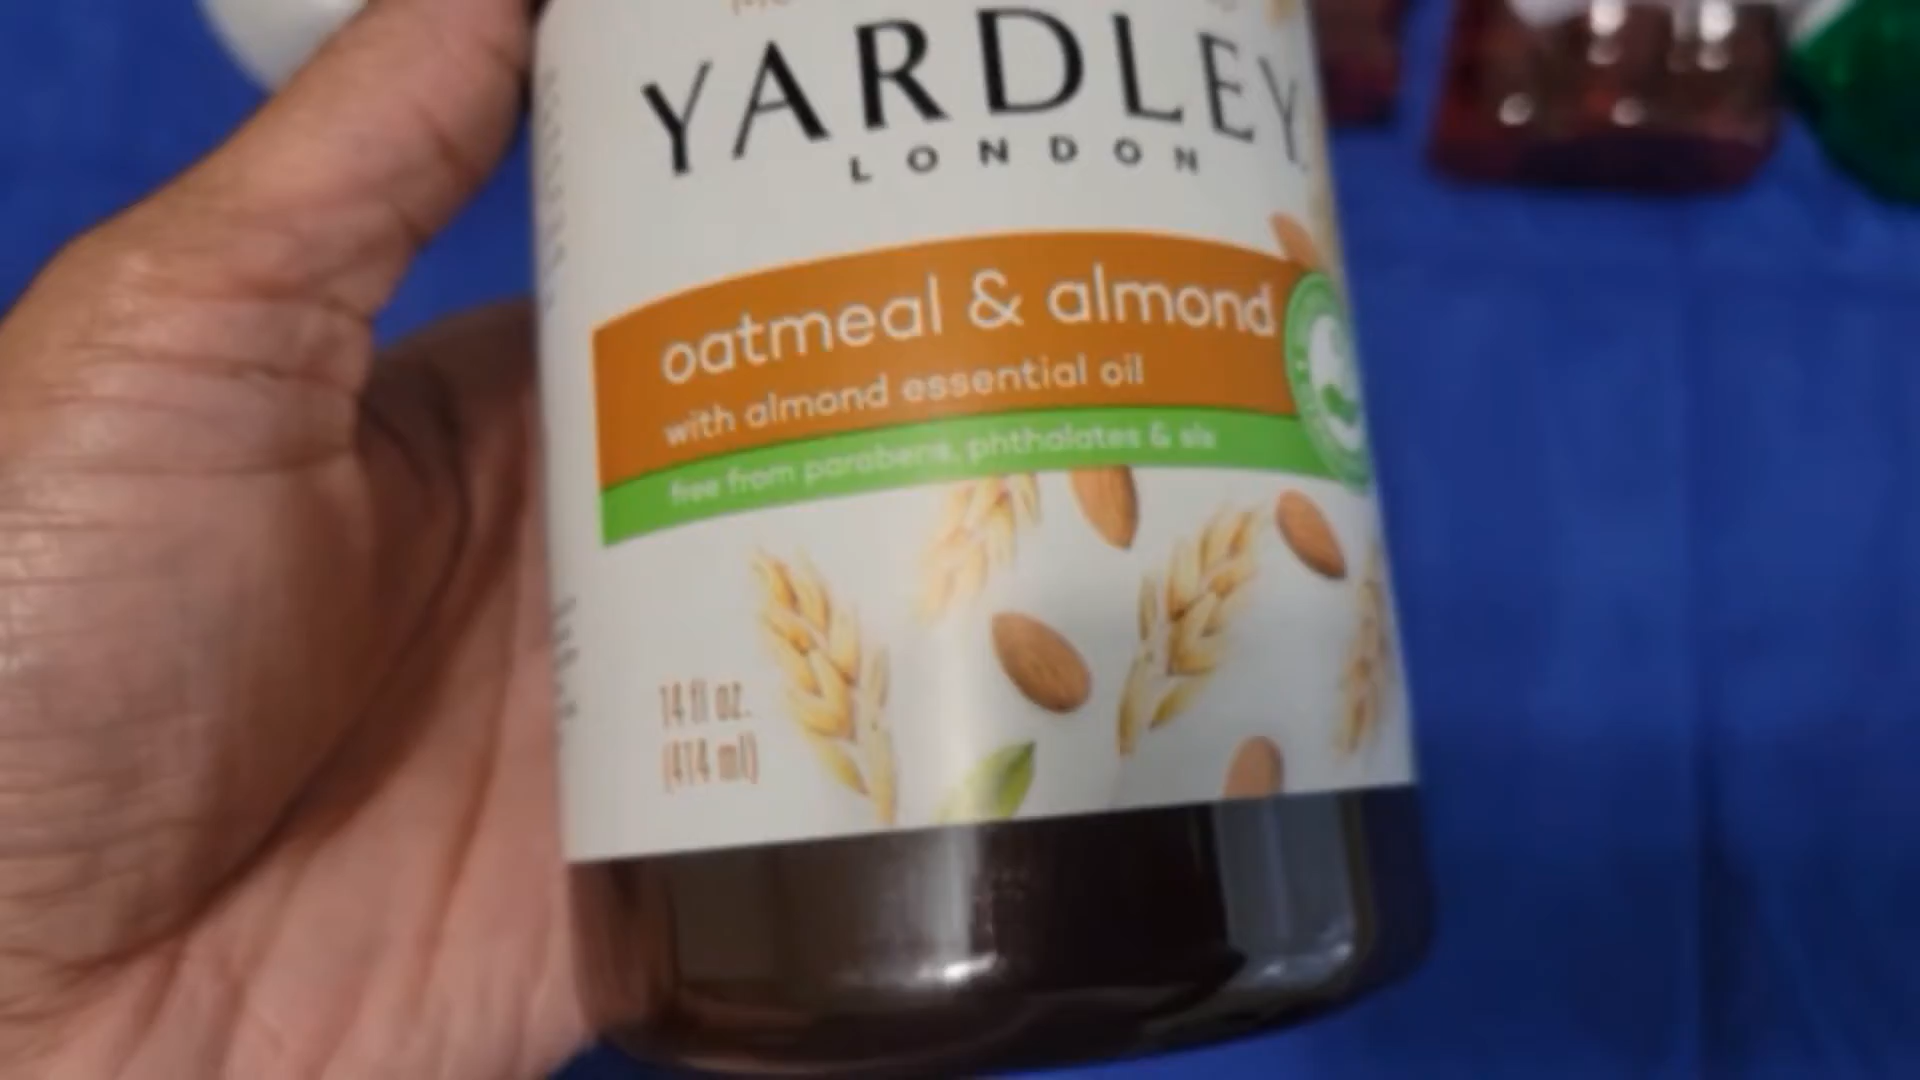 YARDLEY
LONDON
oatmeal & almond
with almond essential oil
free from parabens, phthalates & sls
14 fl oz.
(414 ml)